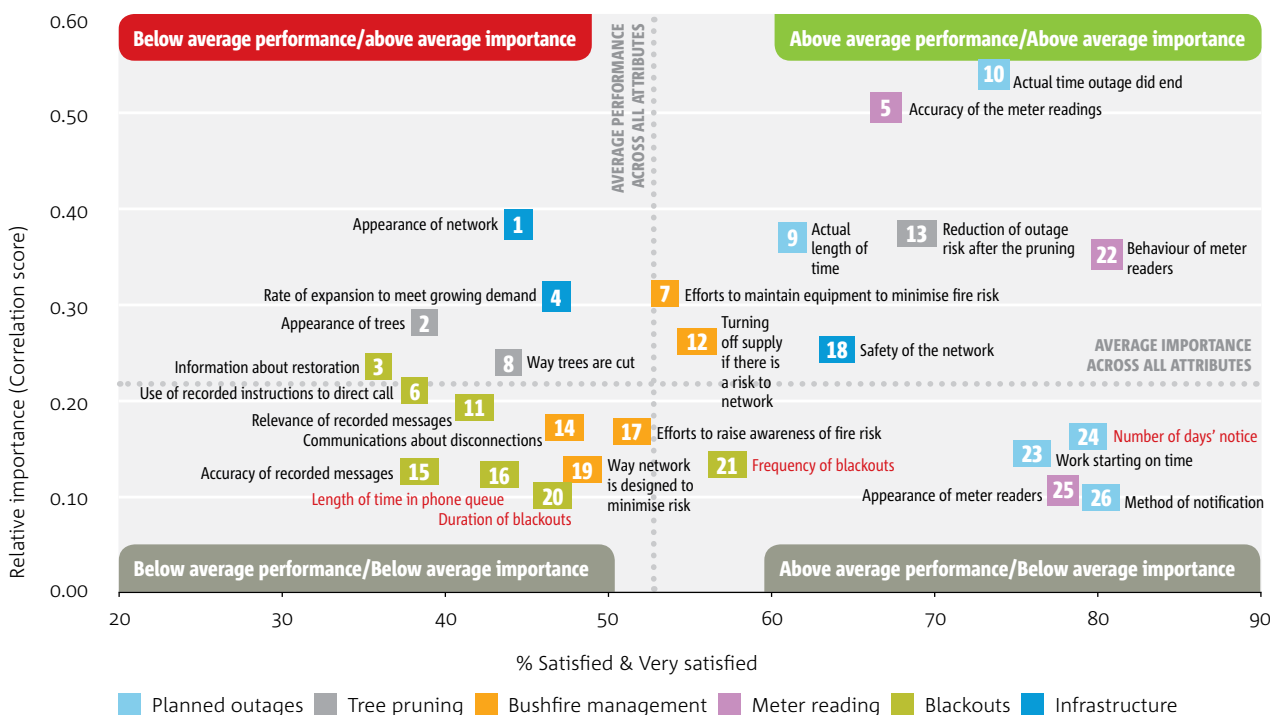 0.60
0.50
0.40
0.30
0.20
0.10
0.00
Relative importance (Correlation score)
Below average performance/above average importance
AVERAGE PERFORMANCE
ACROSS ALL ATTRIBUTES
Above average performance/Above average importance
10 Actual time outage did end
5 Accuracy of the meter readings
Appearance of network 1
9 Actual
length of
time
13 Reduction of outage
risk after the pruning
22 Behaviour of meter
readers
Rate of expansion to meet growing demand 4
7 Efforts to maintain equipment to minimise fire risk
Appearance of trees 2
12 Turning
off supply
if there is
a risk to
network
18 Safety of the network
AVERAGE IMPORTANCE
ACROSS ALL ATTRIBUTES
Information about restoration 3
8 Way trees are cut
Use of recorded instructions to direct call 6
Relevance of recorded messages 11
Communications about disconnections 14
17 Efforts to raise awareness of fire risk
24 Number of days' notice
23 Work starting on time
Accuracy of recorded messages 15
Length of time in phone queue 16
19 Way network
is designed to
minimise risk
Duration of blackouts 20
21 Frequency of blackouts
Appearance of meter readers 25
26 Method of notification
Below average performance/Below average importance
Above average performance/Below average importance
20 30 40 50 60 70 80 90
% Satisfied & Very satisfied
Planned outages Tree pruning Bushfire management Meter reading Blackouts Infrastructure